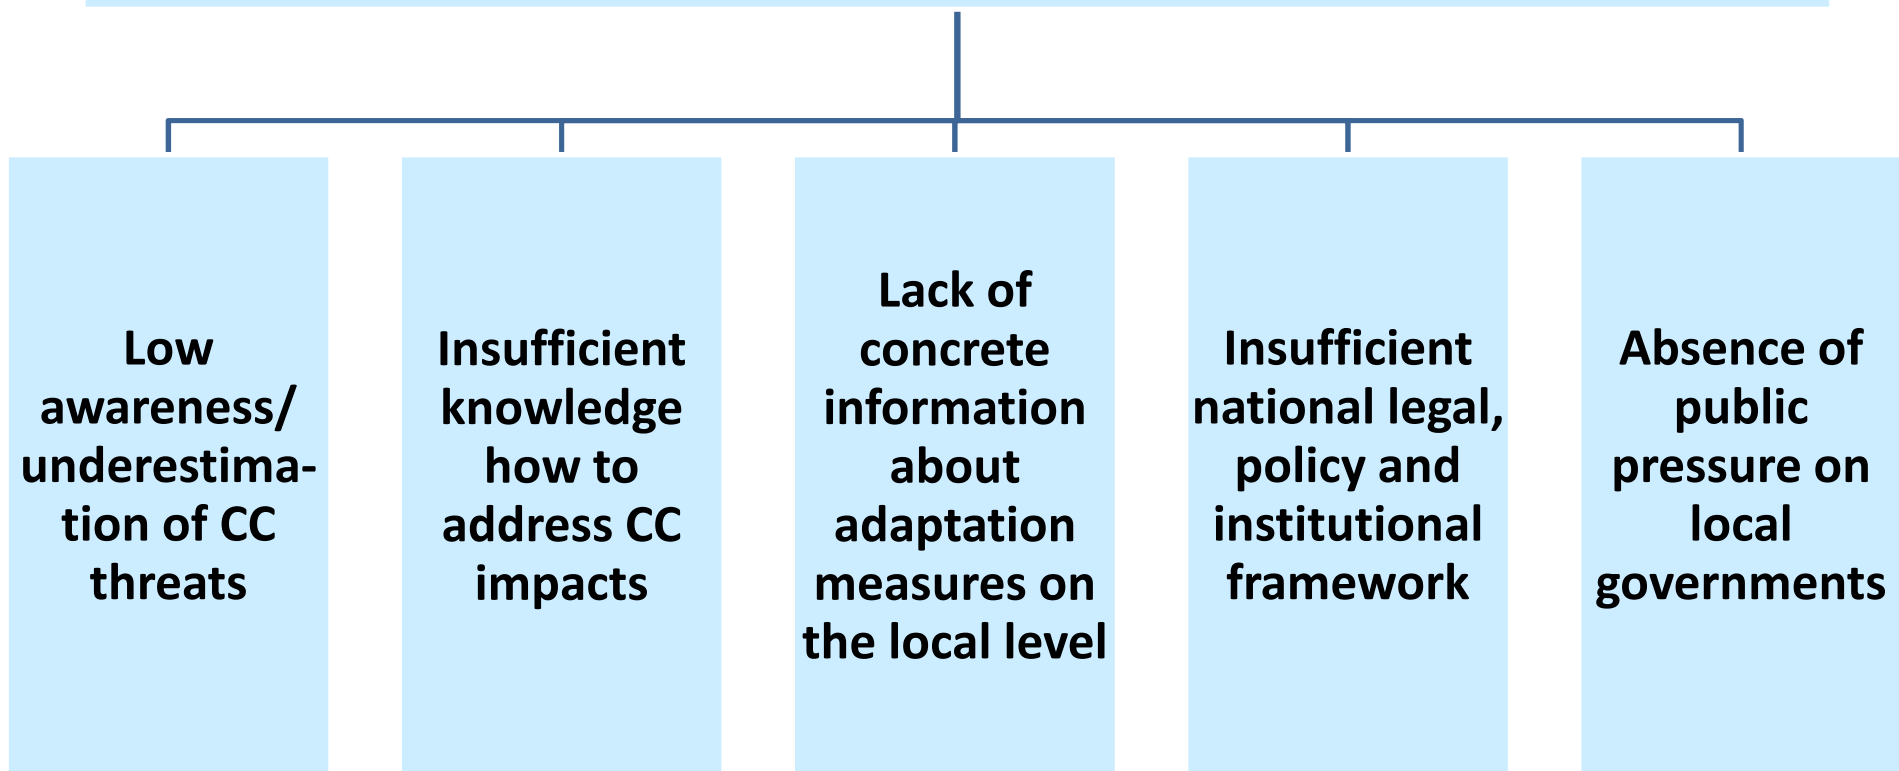 Low
awareness/
underestima-
tion of CC
threats
Insufficient
knowledge
how to
address CC
impacts
Lack of
concrete
information
about
adaptation
measures on
the local level
Insufficient
national legal,
policy and
institutional
framework
Absence of
public
pressure on
local
governments